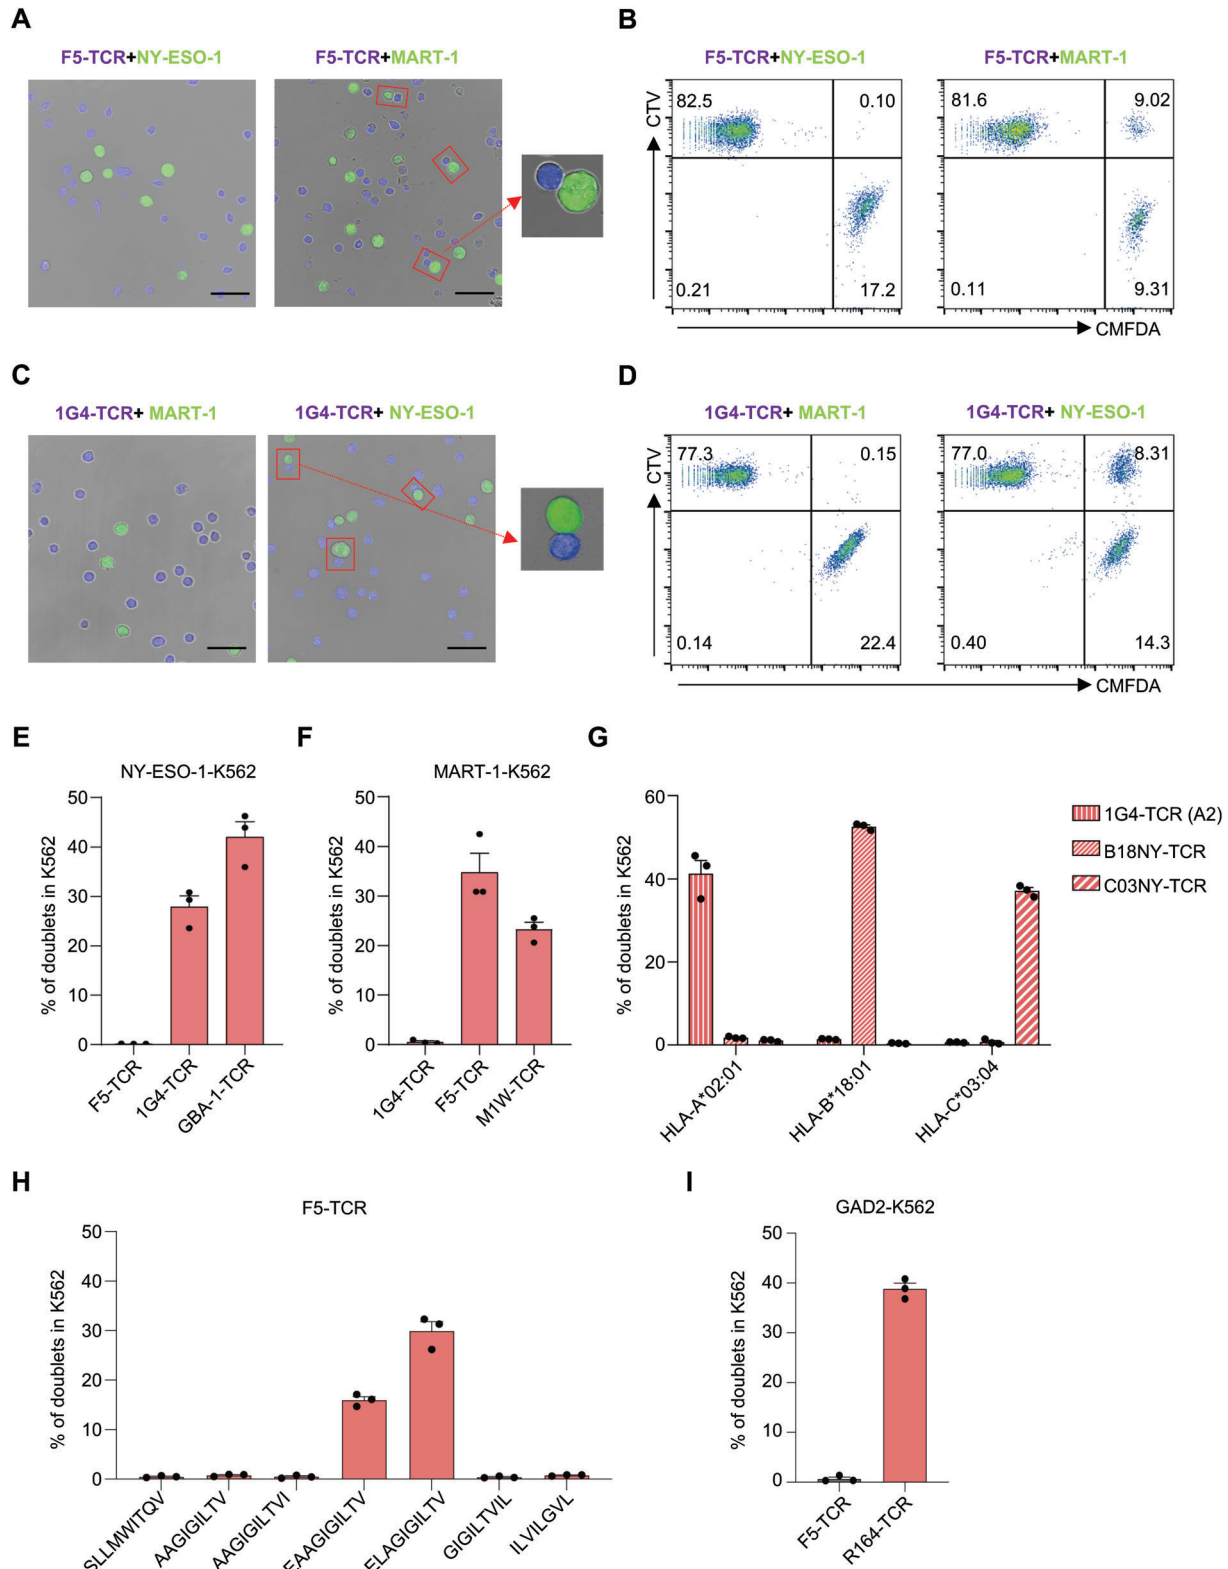 A
F5-TCR+NY-ESO-1
F5-TCR+MART-1
B
F5-TCR+NY-ESO-1
F5-TCR+MART-1
CTV
82.5
0.10
0.21
17.2
81.6
9.02
0.11
9.31
CMFDA
C
1G4-TCR+ MART-1
1G4-TCR+ NY-ESO-1
D
1G4-TCR+ MART-1
1G4-TCR+ NY-ESO-1
CTV
77.3
0.15
0.14
22.4
77.0
8.31
0.40
14.3
CMFDA
E
NY-ESO-1-K562
% of doublets in K562
50
40
30
20
10
0
F5-TCR
1G4-TCR
GBA-1-TCR
F
MART-1-K562
% of doublets in K562
50
40
30
20
10
0
1G4-TCR
F5-TCR
M1W-TCR
G
% of doublets in K562
60
40
20
0
HLA-A*02:01
HLA-B*18:01
HLA-C*03:04
1G4-TCR (A2)
B18NY-TCR
C03NY-TCR
H
F5-TCR
% of doublets in K562
50
40
30
20
10
0
SLLMWITQV
AAGIGILTV
AAGIGILTVI
EAAGIGILTV
ELAGIGILTV
GIGILTVIL
ILVILGVL
I
GAD2-K562
% of doublets in K562
50
40
30
20
10
0
F5-TCR
R164-TCR